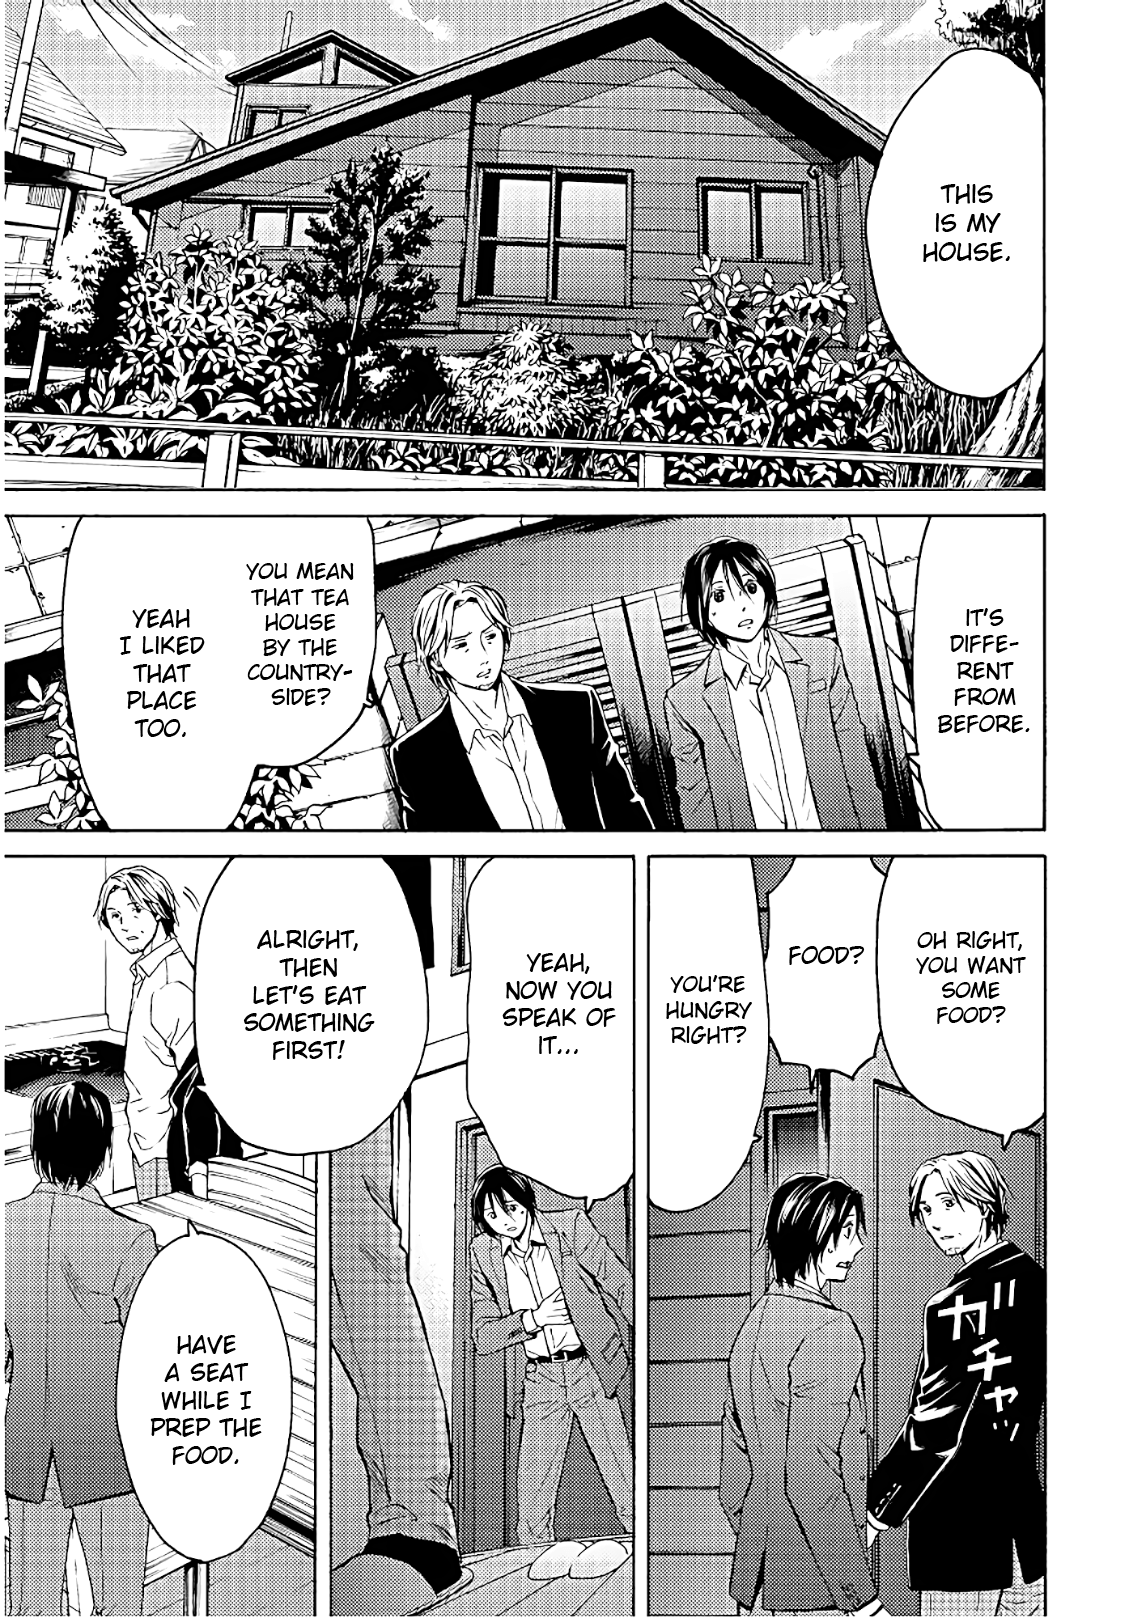 THIS
IS MY
HOUSE.
IT'S
DIFFE-
RENT
FROM
BEFORE.
YOU MEAN
THAT TEA
HOUSE
BY THE
COUNTRY-
SIDE?
YEAH
I LIKED
THAT
PLACE
TOO.
OH RIGHT,
YOU WANT
SOME
FOOD?
FOOD?
YOU'RE
HUNGRY
RIGHT?
ガチャッ
YEAH,
NOW YOU
SPEAK OF
IT...
ALRIGHT,
THEN
LET'S EAT
SOMETHING
FIRST!
HAVE
A SEAT
WHILE I
PREP THE
FOOD.